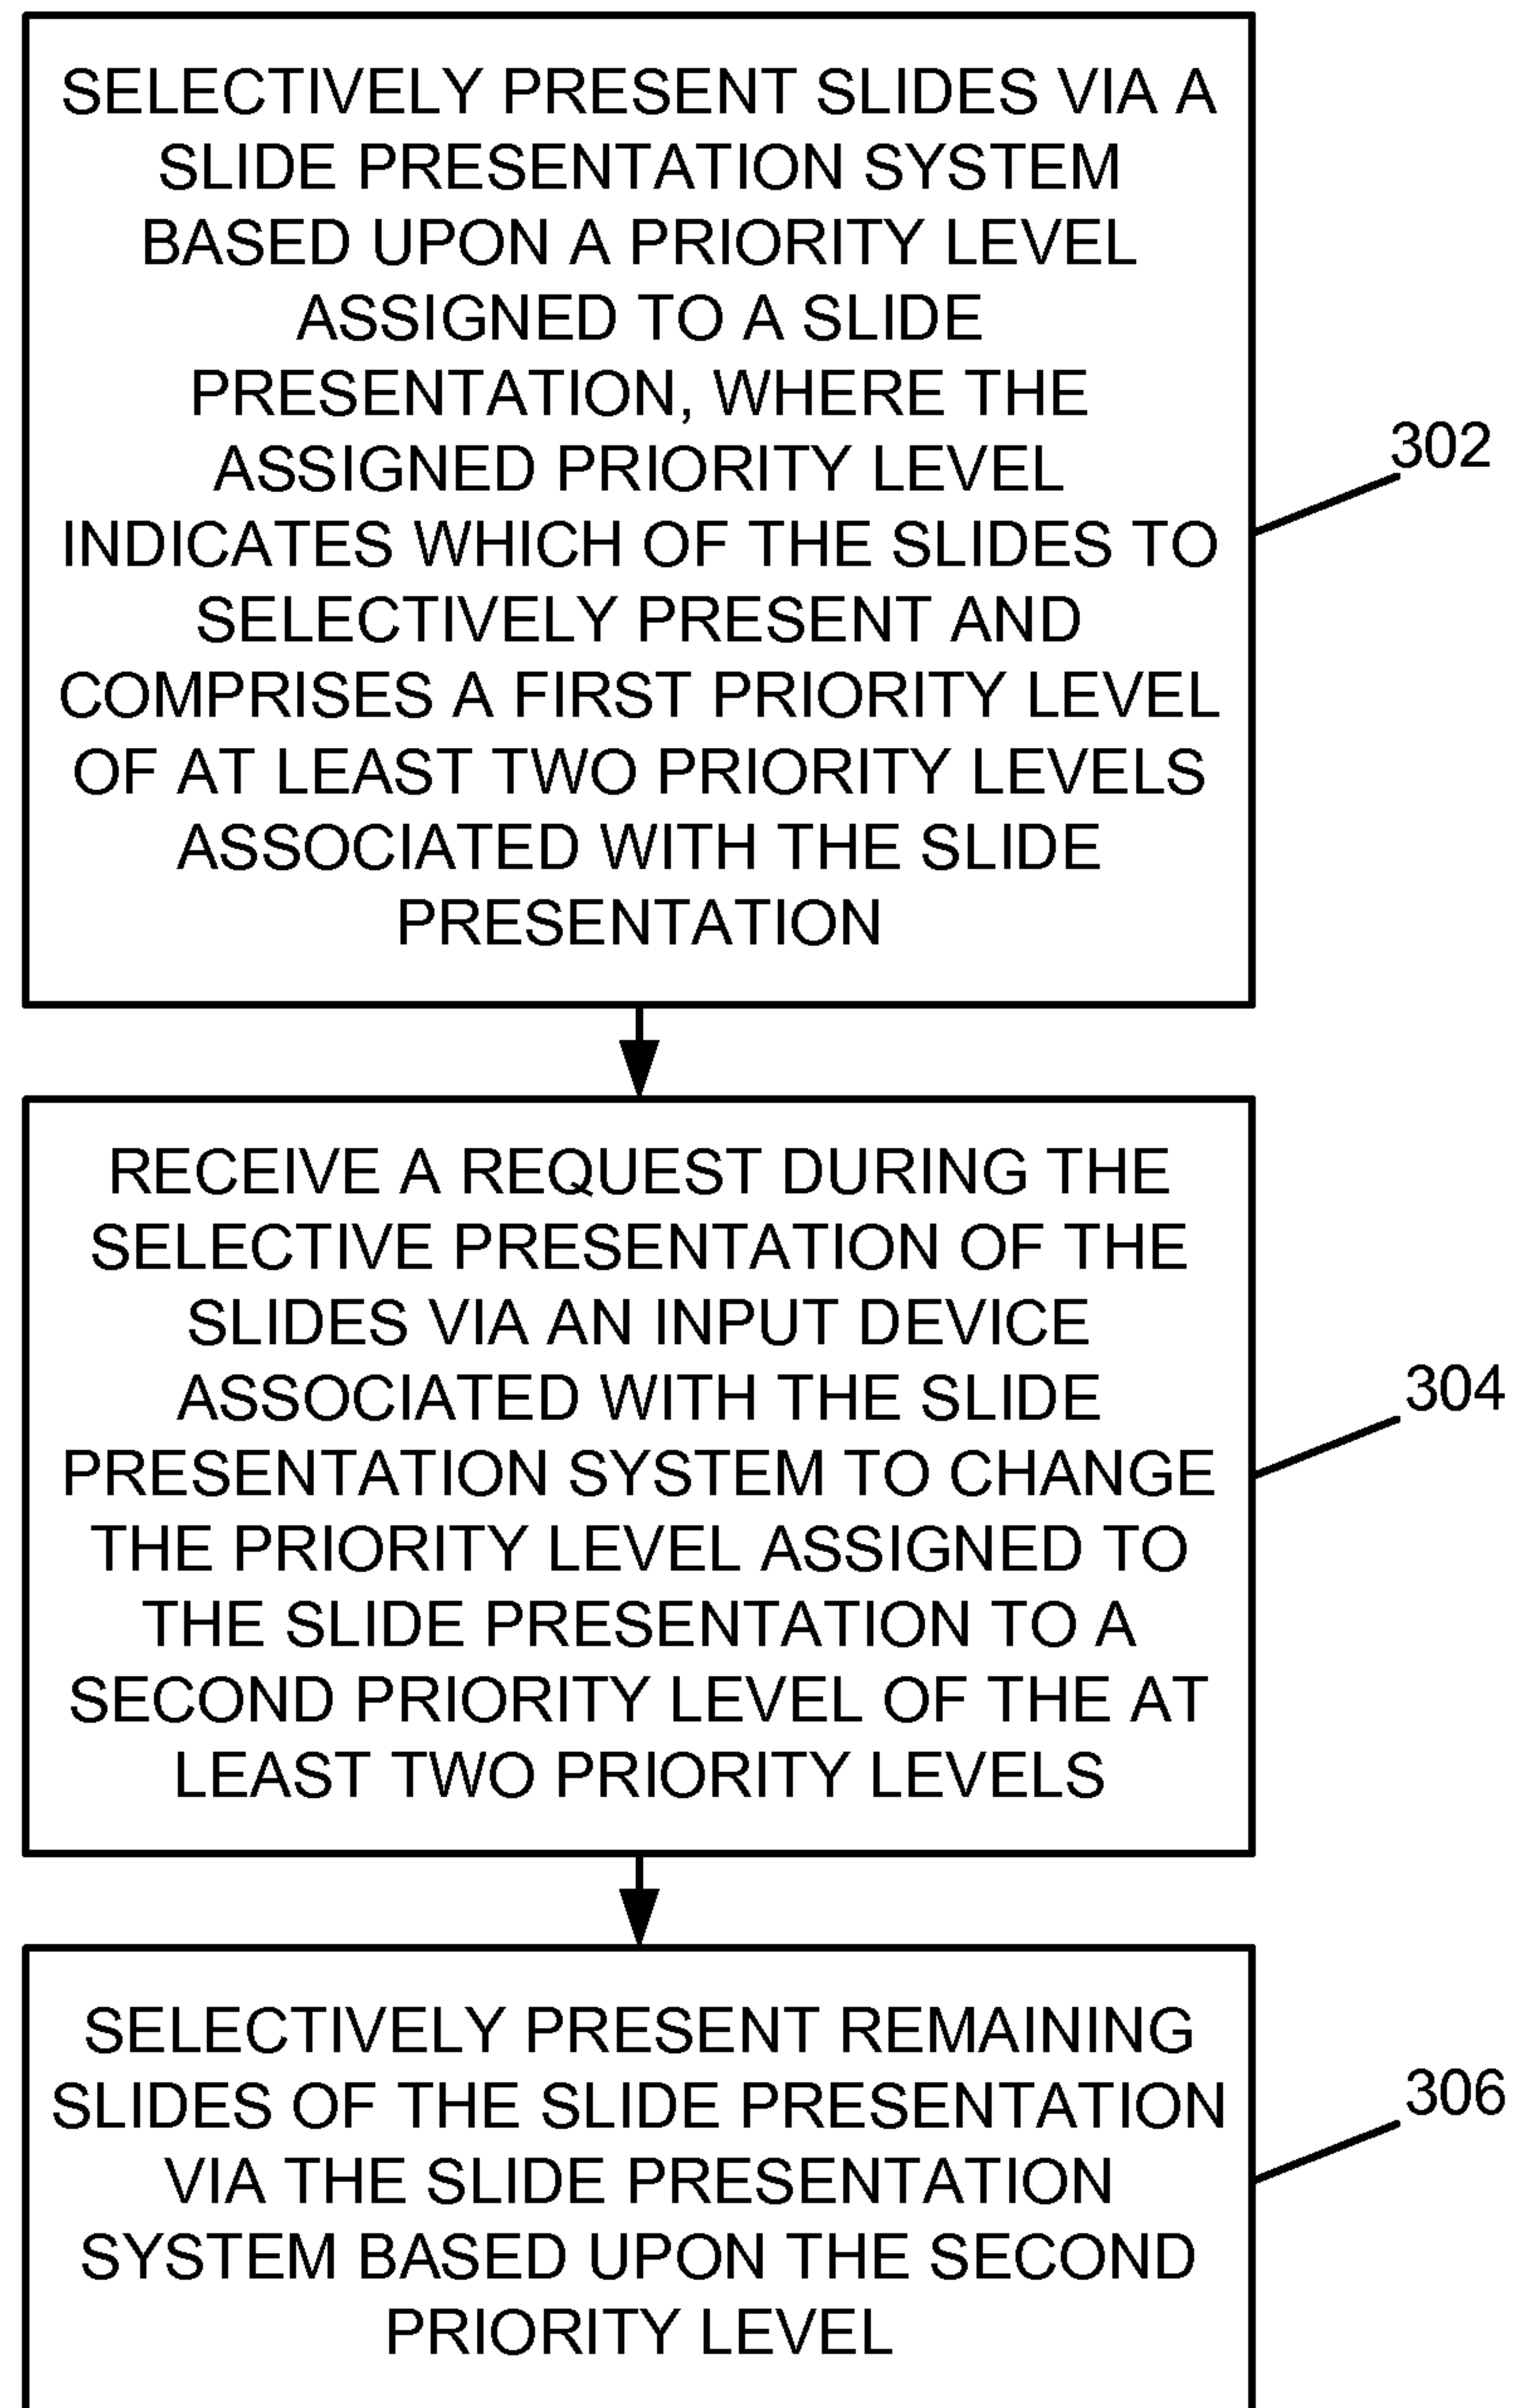 SELECTIVELY PRESENT SLIDES VIA A
SLIDE PRESENTATION SYSTEM
BASED UPON A PRIORITY LEVEL
ASSIGNED TO A SLIDE
PRESENTATION, WHERE THE
ASSIGNED PRIORITY LEVEL
INDICATES WHICH OF THE SLIDES TO
SELECTIVELY PRESENT AND
COMPRISES A FIRST PRIORITY LEVEL
OF AT LEAST TWO PRIORITY LEVELS
ASSOCIATED WITH THE SLIDE
PRESENTATION
302
RECEIVE A REQUEST DURING THE
SELECTIVE PRESENTATION OF THE
SLIDES VIA AN INPUT DEVICE
ASSOCIATED WITH THE SLIDE
PRESENTATION SYSTEM TO CHANGE
THE PRIORITY LEVEL ASSIGNED TO
THE SLIDE PRESENTATION TO A
SECOND PRIORITY LEVEL OF THE AT
LEAST TWO PRIORITY LEVELS
304
SELECTIVELY PRESENT REMAINING
SLIDES OF THE SLIDE PRESENTATION
VIA THE SLIDE PRESENTATION
SYSTEM BASED UPON THE SECOND
PRIORITY LEVEL
306